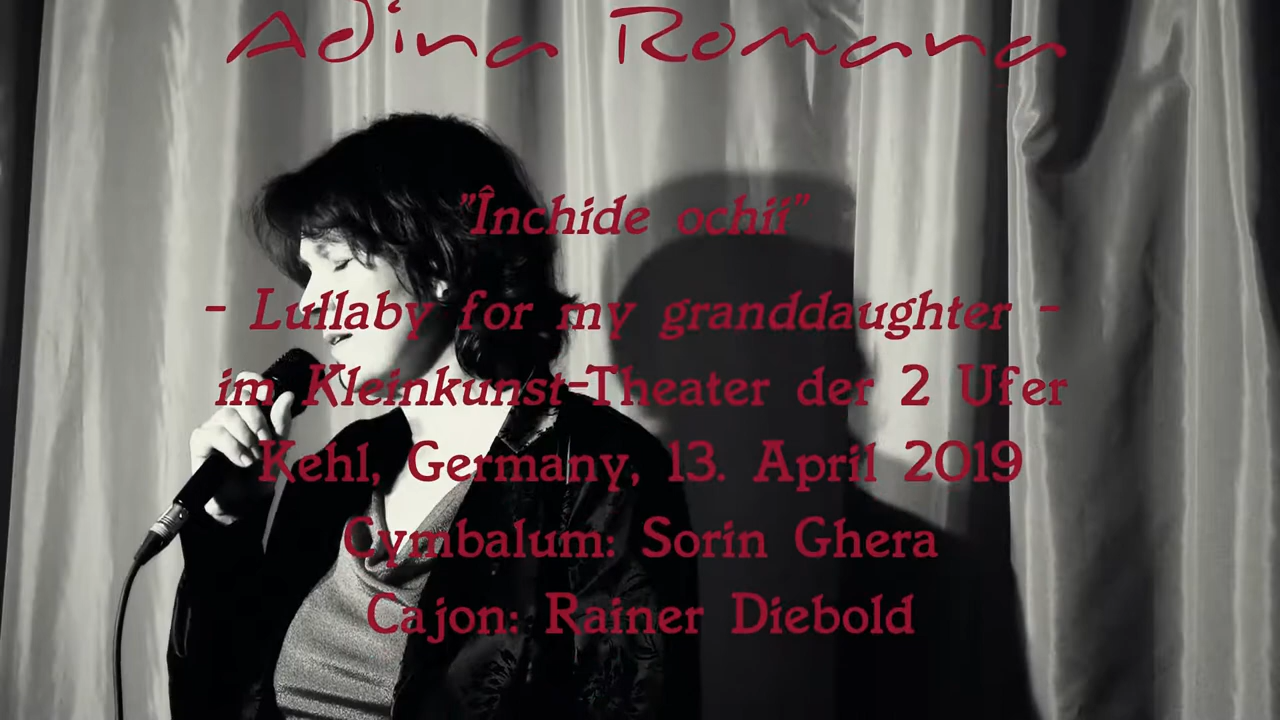 Adina Romana
"Închide ochii"
- Lullaby for my granddaughter -
im Kleinkunst-Theater der 2 Ufer
Kehl, Germany, 13. April 2019
Cymbalum: Sorin Ghera
Cajon: Rainer Diebold